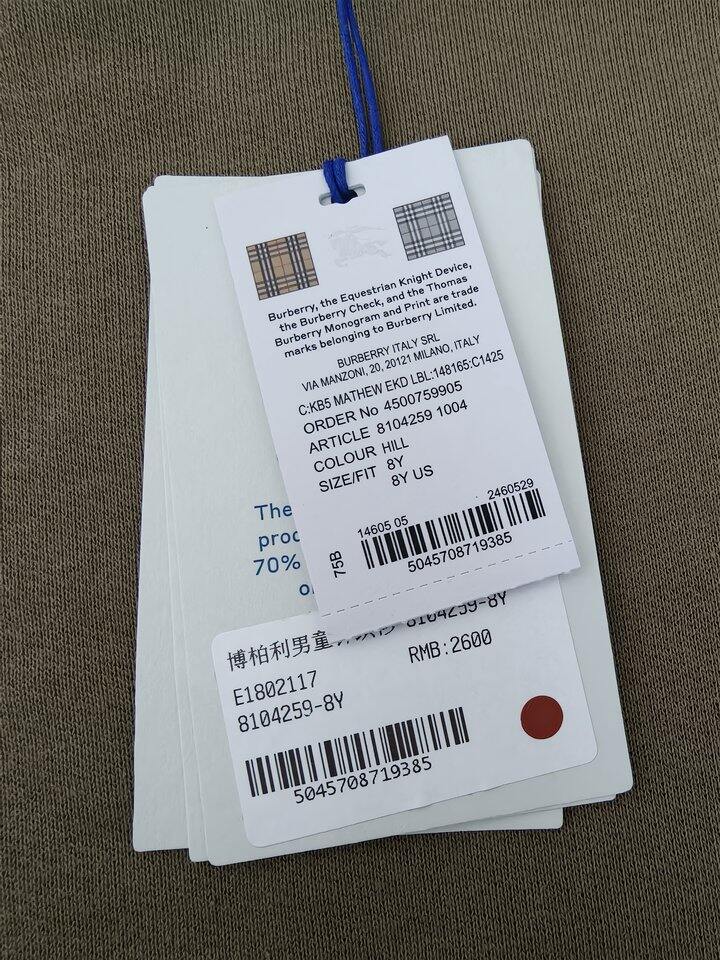 Burberry, the Equestrian Knight Device,
the Burberry Check, and the Thomas
Burberry Monogram and Print are trade
marks belonging to Burberry Limited.
BURBERRY ITALY SRL
VIA MANZONI, 20, 20121 MILANO, ITALY
C:KB5 MATHEW EKD LBL:148165:C1425
ORDER No 4500759905
ARTICLE 8104259 1004
COLOUR HILL
SIZE/FIT 8Y
8Y US
14605 05 2460529
75B
5045708719385
The
70%
博柏利男童 8104259-8Y
RMB:2600
E1802117
8104259-8Y
5045708719385